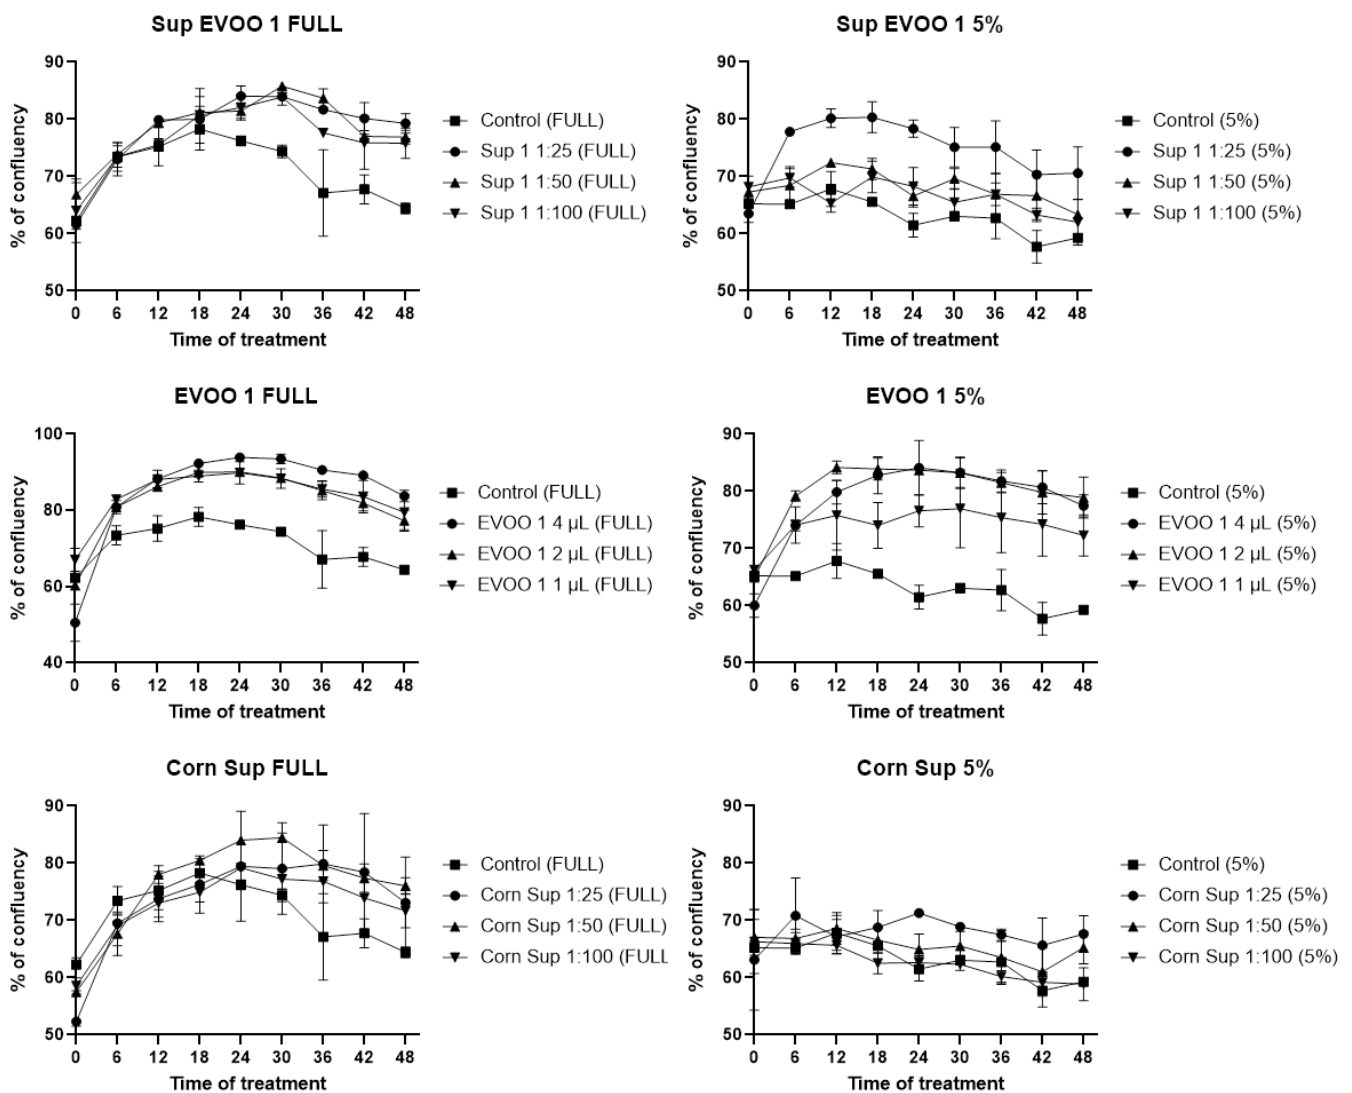 Sup EVOO 1 FULL
90
80
70
60
50
% of confluency
0 6 12 18 24 30 36 42 48
Time of treatment
Control (FULL)
Sup 1 1:25 (FULL)
Sup 1 1:50 (FULL)
Sup 1 1:100 (FULL)
Sup EVOO 1 5%
90
80
70
60
50
% of confluency
0 6 12 18 24 30 36 42 48
Time of treatment
Control (5%)
Sup 1 1:25 (5%)
Sup 1 1:50 (5%)
Sup 1 1:100 (5%)
EVOO 1 FULL
100
80
60
40
% of confluency
0 6 12 18 24 30 36 42 48
Time of treatment
Control (FULL)
EVOO 1 4 µL (FULL)
EVOO 1 2 µL (FULL)
EVOO 1 1 µL (FULL)
EVOO 1 5%
90
80
70
60
50
% of confluency
0 6 12 18 24 30 36 42 48
Time of treatment
Control (5%)
EVOO 1 4 µL (5%)
EVOO 1 2 µL (5%)
EVOO 1 1 µL (5%)
Corn Sup FULL
90
80
70
60
50
% of confluency
0 6 12 18 24 30 36 42 48
Time of treatment
Control (FULL)
Corn Sup 1:25 (FULL)
Corn Sup 1:50 (FULL)
Corn Sup 1:100 (FULL
Corn Sup 5%
90
80
70
60
50
% of confluency
0 6 12 18 24 30 36 42 48
Time of treatment
Control (5%)
Corn Sup 1:25 (5%)
Corn Sup 1:50 (5%)
Corn Sup 1:100 (5%)